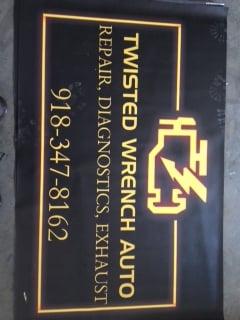 TWISTED WRENCH AUTO
REPAIR, DIAGNOSTICS, EXHAUST
918-347-8162